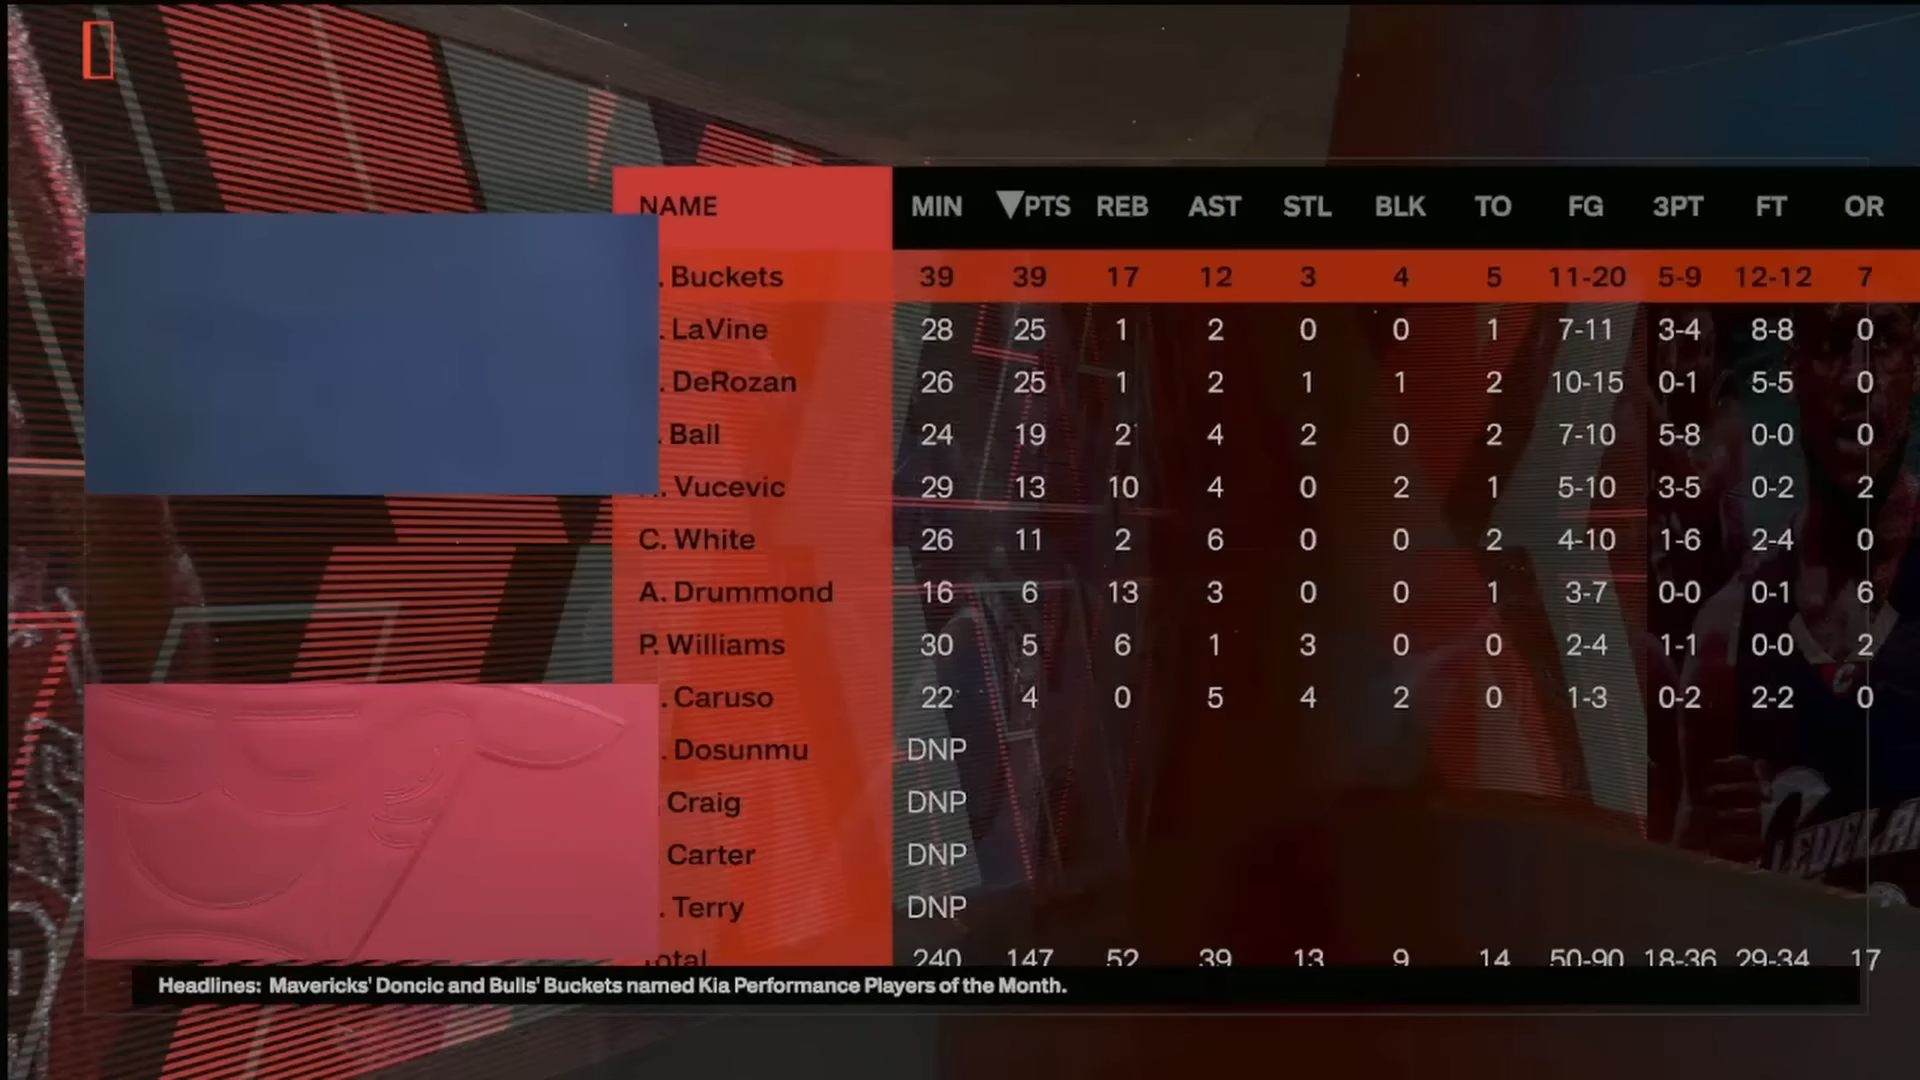 NAME MIN ▼PTS REB AST STL BLK TO FG 3PT FT OR
. Buckets 39 39 17 12 3 4 5 11-20 5-9 12-12 7
. LaVine 28 25 1 2 0 0 1 7-11 3-4 8-8 0
. DeRozan 26 25 1 2 1 1 2 10-15 0-1 5-5 0
. Ball 24 19 2 4 2 0 2 7-10 5-8 0-0 0
. Vucevic 29 13 10 4 0 2 1 5-10 3-5 0-2 2
C. White 26 11 2 6 0 0 2 4-10 1-6 2-4 0
A. Drummond 16 6 13 3 0 0 1 3-7 0-0 0-1 6
P. Williams 30 5 6 1 3 0 0 2-4 1-1 0-0 2
. Caruso 22 4 0 5 4 2 0 1-3 0-2 2-2 0
. Dosunmu DNP
Craig DNP
Carter DNP
. Terry DNP
Total 240 147 52 39 13 9 14 50-90 18-36 29-34 17
Headlines: Mavericks' Doncic and Bulls' Buckets named Kia Performance Players of the Month.